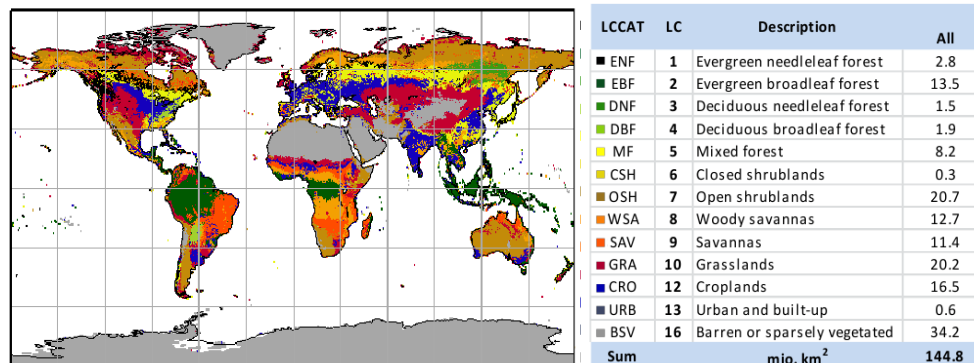 LCCAT LC Description All
ENF 1 Evergreen needleleaf forest 2.8
EBF 2 Evergreen broadleaf forest 13.5
DNF 3 Deciduous needleleaf forest 1.5
DBF 4 Deciduous broadleaf forest 1.9
MF 5 Mixed forest 8.2
CSH 6 Closed shrublands 0.3
OSH 7 Open shrublands 20.7
WSA 8 Woody savannas 12.7
SAV 9 Savannas 11.4
GRA 10 Grasslands 20.2
CRO 12 Croplands 16.5
URB 13 Urban and built-up 0.6
BSV 16 Barren or sparsely vegetated 34.2
Sum mio. km² 144.8